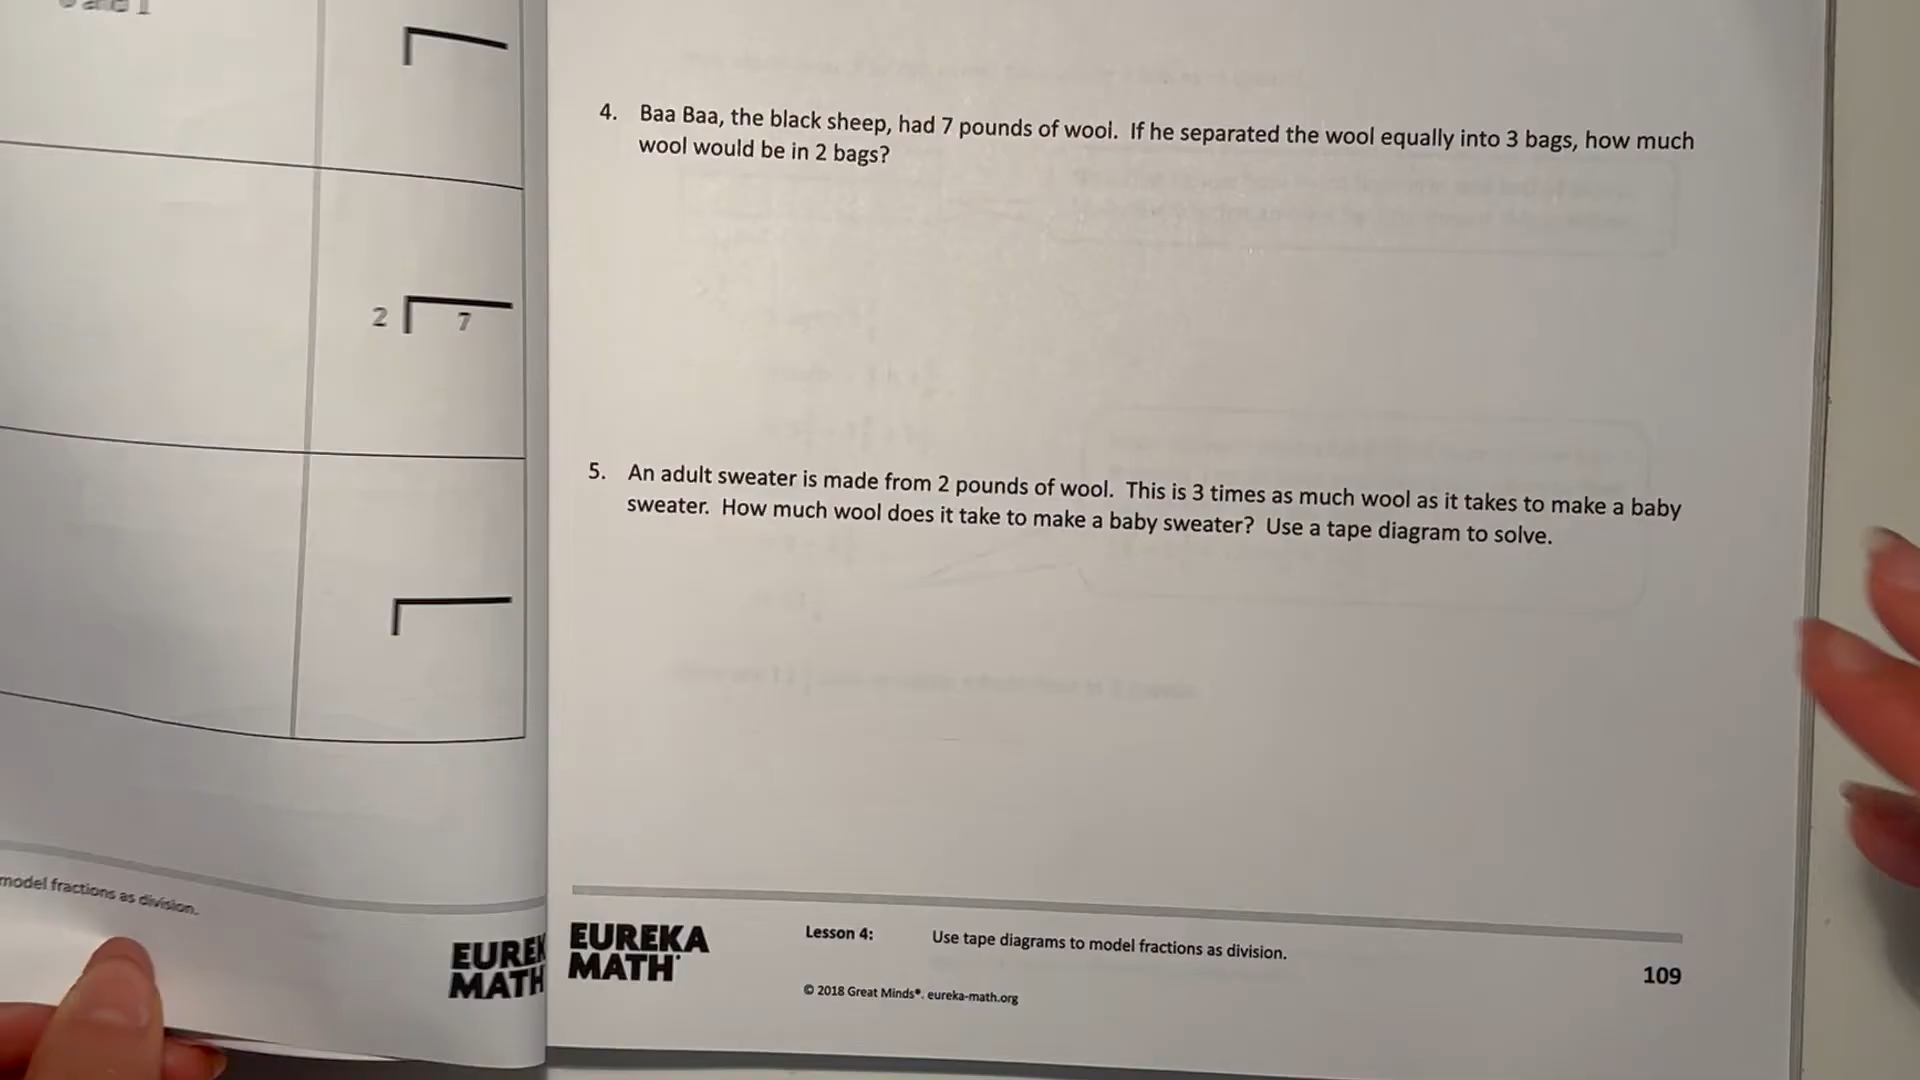 2 7
model fractions as division.
EUREK
MATH
4. Baa Baa, the black sheep, had 7 pounds of wool. If he separated the wool equally into 3 bags, how much
wool would be in 2 bags?
5. An adult sweater is made from 2 pounds of wool. This is 3 times as much wool as it takes to make a baby
sweater. How much wool does it take to make a baby sweater? Use a tape diagram to solve.
EUREKA
MATH
Lesson 4: Use tape diagrams to model fractions as division.
109
© 2018 Great Minds®. eureka-math.org